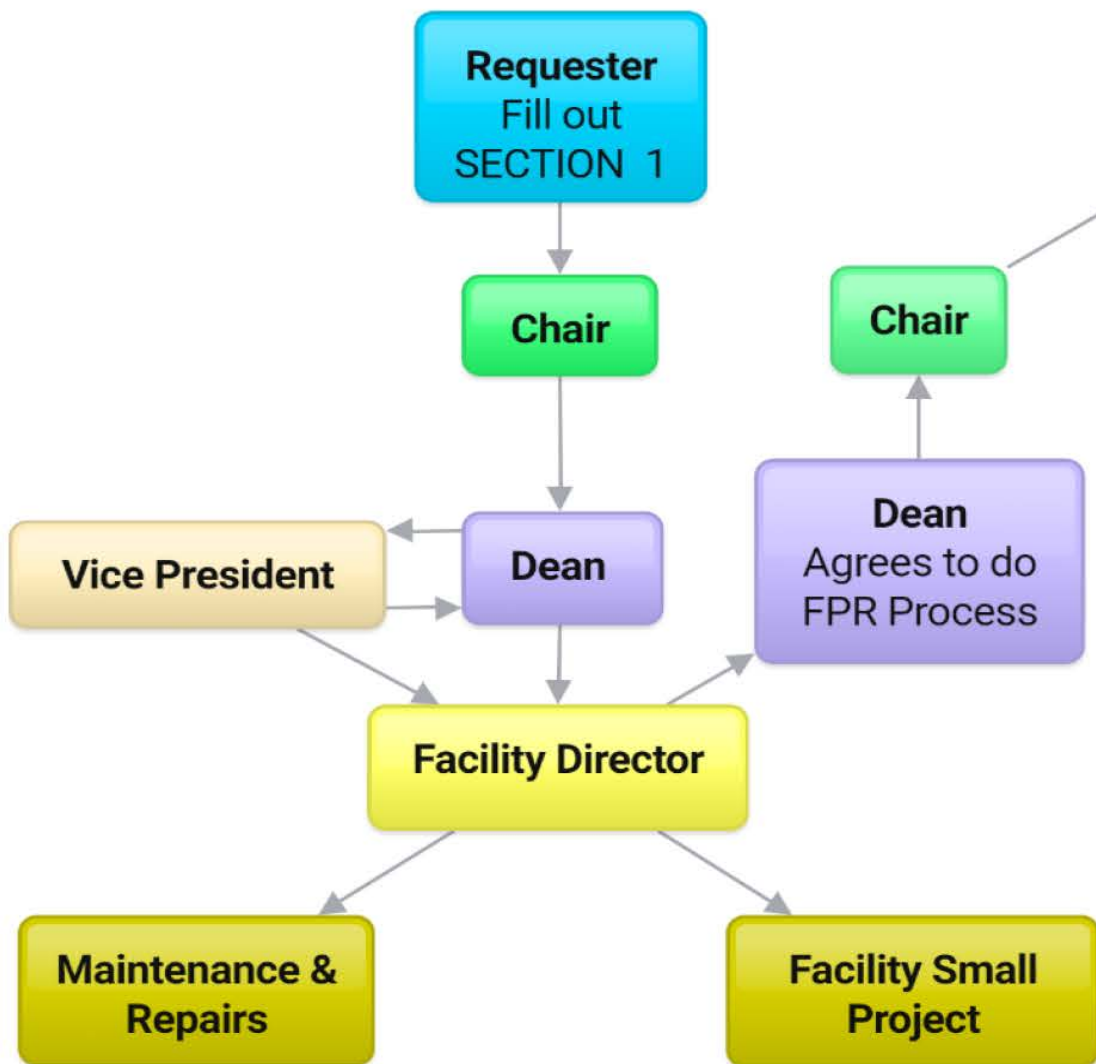 Requester
Fill out
SECTION 1
Chair
Chair
Vice President
Dean
Dean
Agrees to do
FPR Process
Facility Director
Maintenance &
Repairs
Facility Small
Project